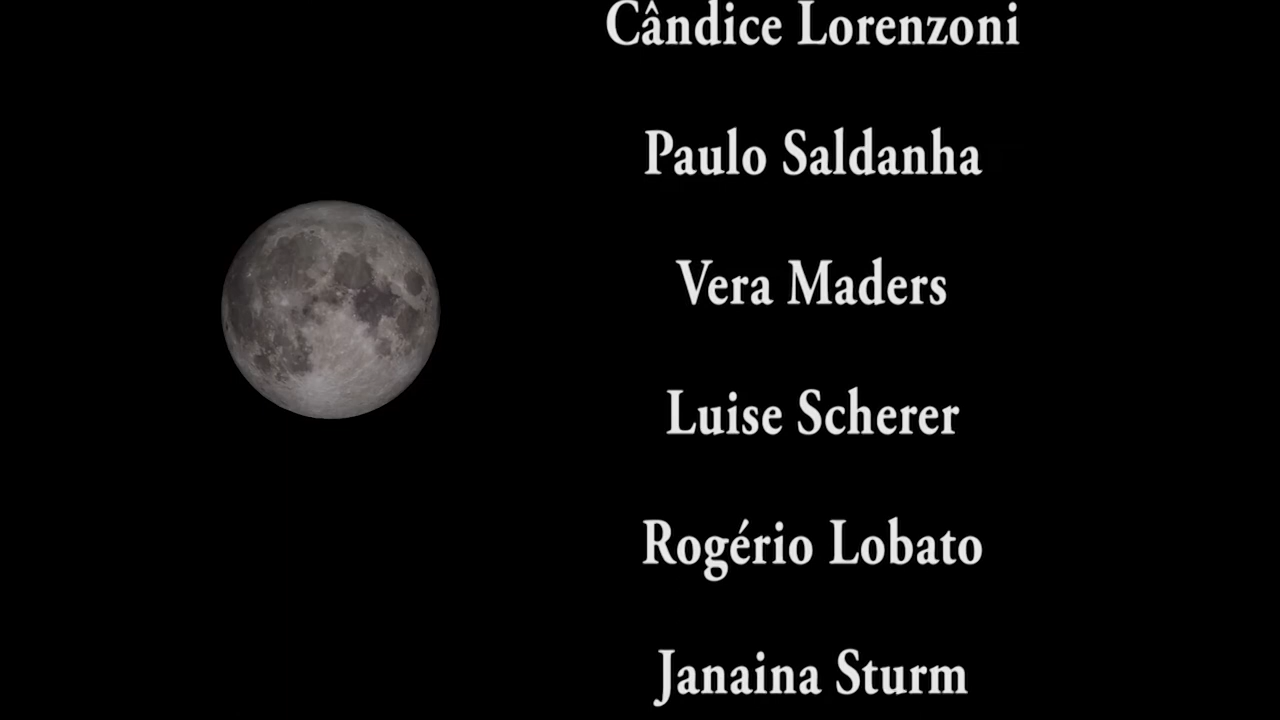 Cândice Lorenzoni
Paulo Saldanha
Vera Maders
Luise Scherer
Rogério Lobato
Janaina Sturm